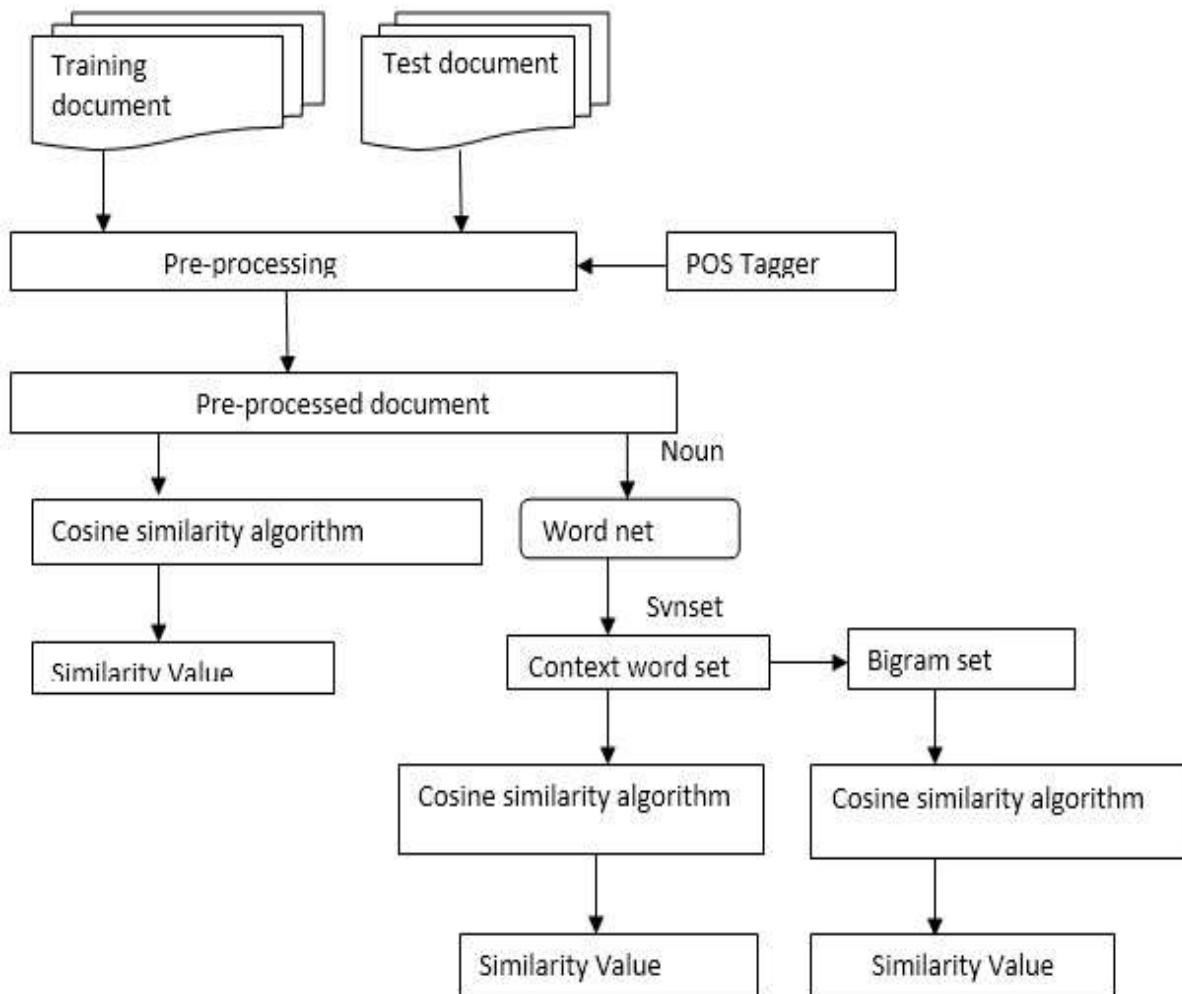 Training
document
Test document
Pre-processing
POS Tagger
Pre-processed document
Noun
Cosine similarity algorithm
Word net
Synset
Similarity Value
Context word set
Bigram set
Cosine similarity algorithm
Cosine similarity algorithm
Similarity Value
Similarity Value